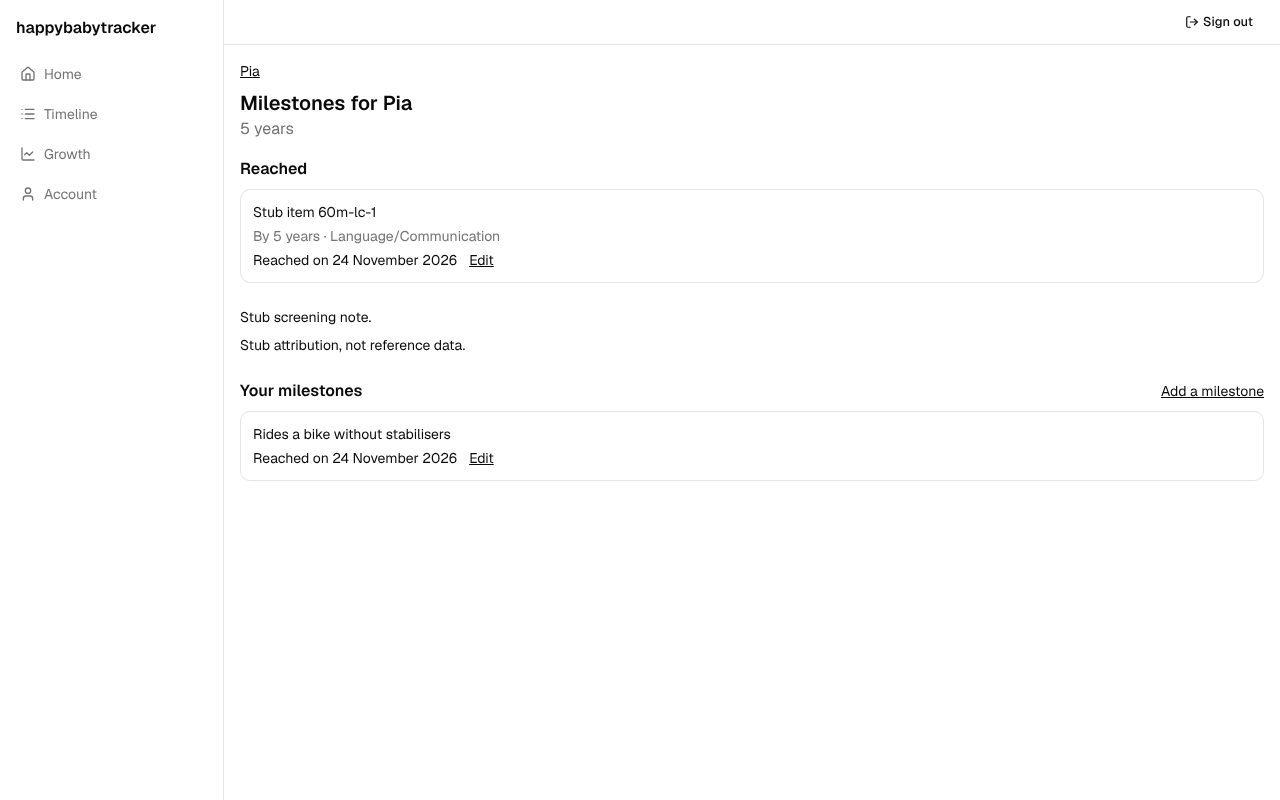 happybabytracker
Sign out
Home
Timeline
Growth
Account
Pia
Milestones for Pia
5 years
Reached
Stub item 60m-lc-1
By 5 years · Language/Communication
Reached on 24 November 2026 Edit
Stub screening note.
Stub attribution, not reference data.
Your milestones Add a milestone
Rides a bike without stabilisers
Reached on 24 November 2026 Edit